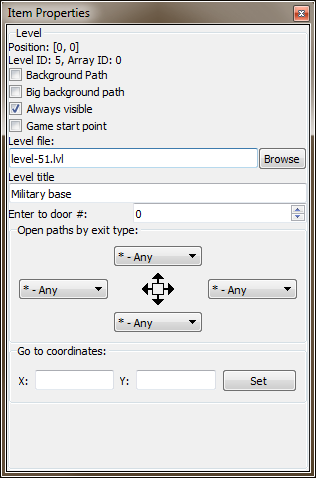 Item Properties
Level
Position: [0, 0]
Level ID: 5, Array ID: 0
Background Path
Big background path
Always visible
Game start point
Level file:
level-51.lvl Browse
Level title
Military base
Enter to door #: 0
Open paths by exit type:
* - Any
* - Any * - Any
* - Any
Go to coordinates:
X: Y: Set